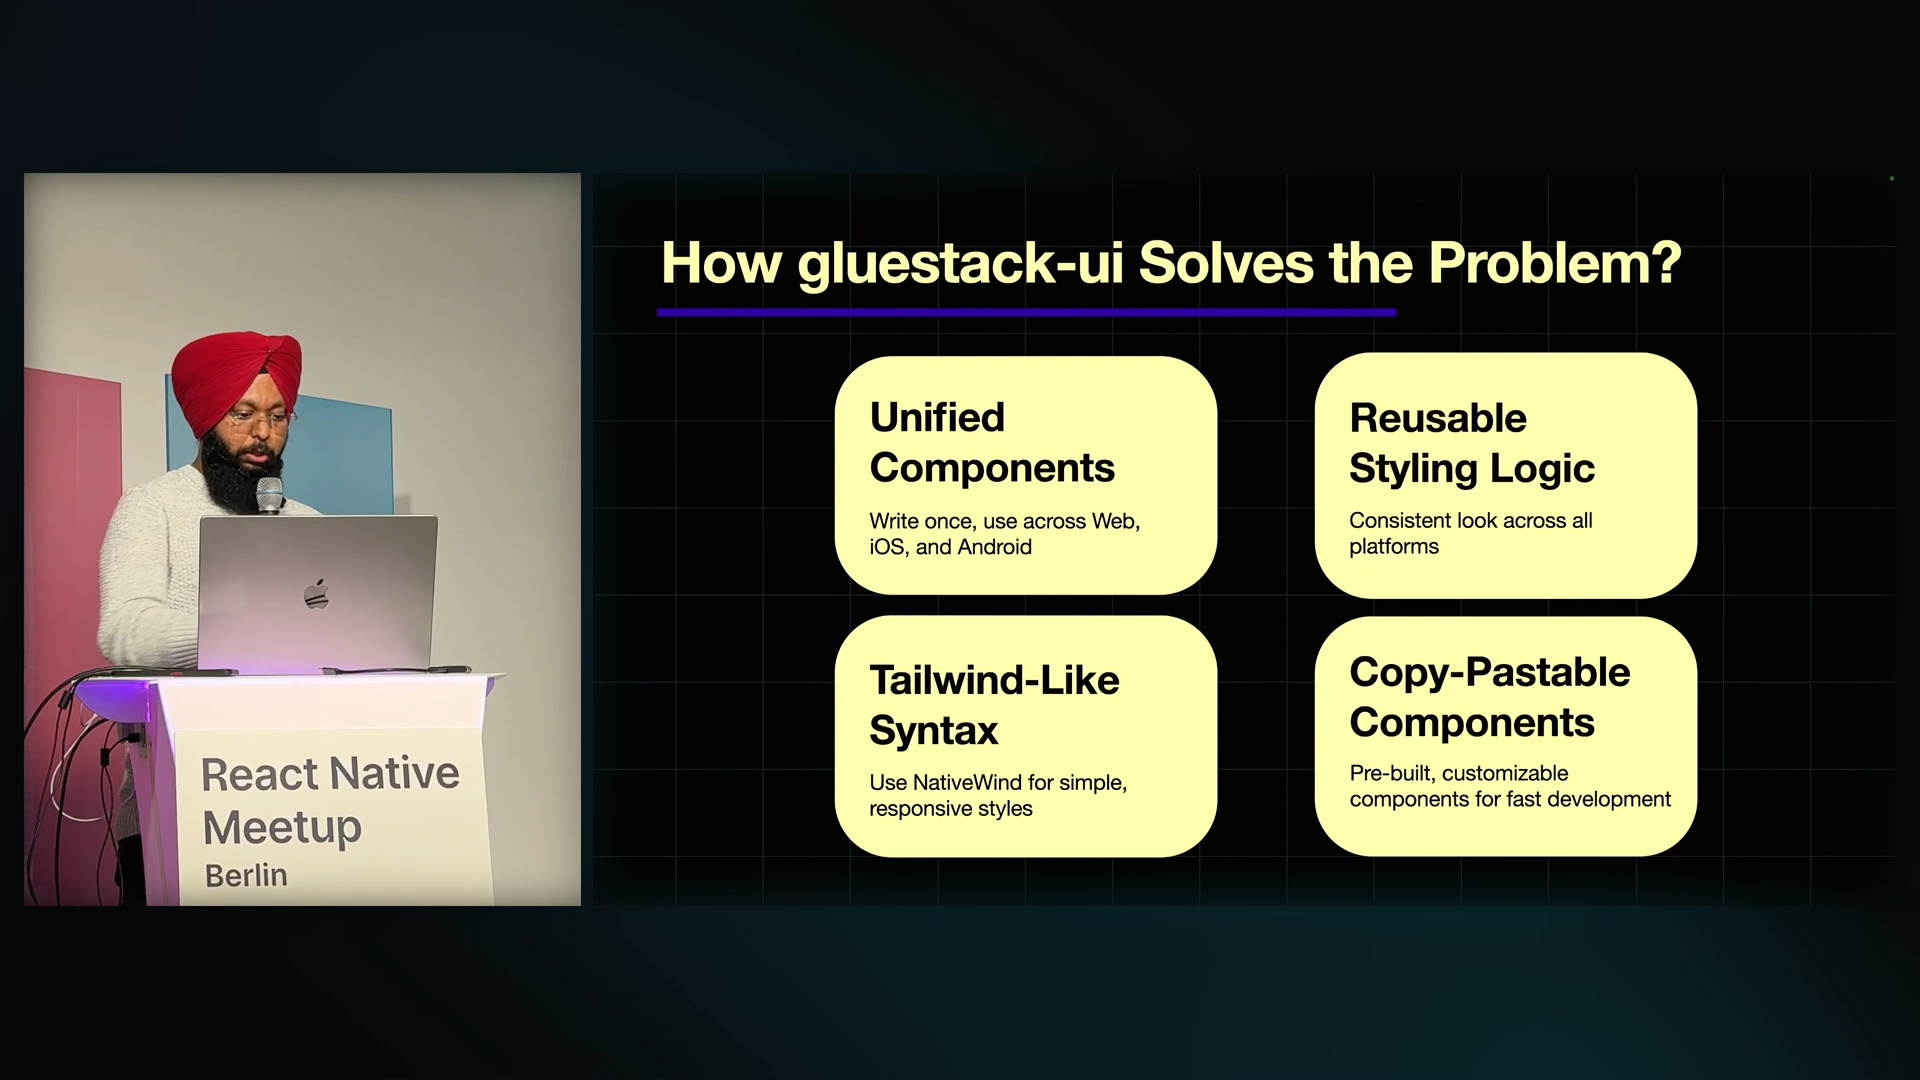 How gluestack-ui Solves the Problem?
Unified
Components
Write once, use across Web,
iOS, and Android
Reusable
Styling Logic
Consistent look across all
platforms
Tailwind-Like
Syntax
Use NativeWind for simple,
responsive styles
Copy-Pastable
Components
Pre-built, customizable
components for fast development
React Native
Meetup
Berlin